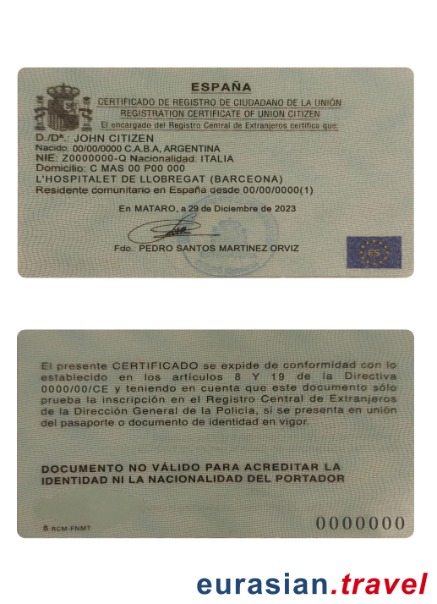 ESPAÑA
CERTIFICADO DE REGISTRO DE CIUDADANO DE LA UNIÓN
REGISTRATION CERTIFICATE OF UNION CITIZEN
El encargado del Registro Central de Extranjeros certifica que:
D./Dª.: JOHN CITIZEN
Nacido: 00/00/0000 C.A.B.A, ARGENTINA
NIE: Z0000000-Q Nacionalidad: ITALIA
Domicilio: C MAS 00 P00 000
L'HOSPITALET DE LLOBREGAT (BARCEONA)
Residente comunitario en España desde 00/00/0000(1)
En MATARO, a 29 de Diciembre de 2023
Fdo.: PEDRO SANTOS MARTINEZ ORVIZ
ES
El presente CERTIFICADO se expide de conformidad con lo
establecido en los artículos 8 Y 19 de la Directiva
0000/00/CE y teniendo en cuenta que este documento sólo
prueba la inscripción en el Registro Central de Extranjeros
de la Dirección General de la Policía, si se presenta en unión
del pasaporte o documento de identidad en vigor.
DOCUMENTO NO VÁLIDO PARA ACREDITAR LA
IDENTIDAD NI LA NACIONALIDAD DEL PORTADOR
RCM-FNMT
0000000
eurasian.travel